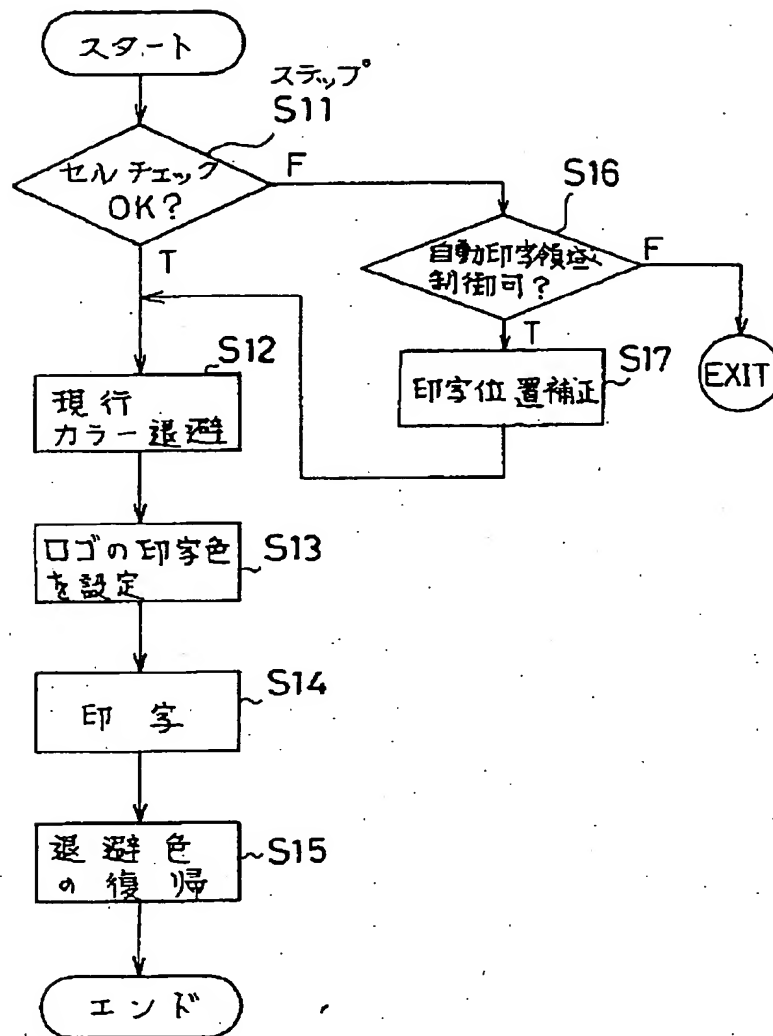 スタート
ステップ
S11
セルチェック
OK?
F
T
S16
自動印字領域
制御可?
F
T
S12
現行
カラー退避
S17
印字位置補正
EXIT
ロゴの印字色
を設定
S13
印字
S14
退避色
の復帰
S15
エンド